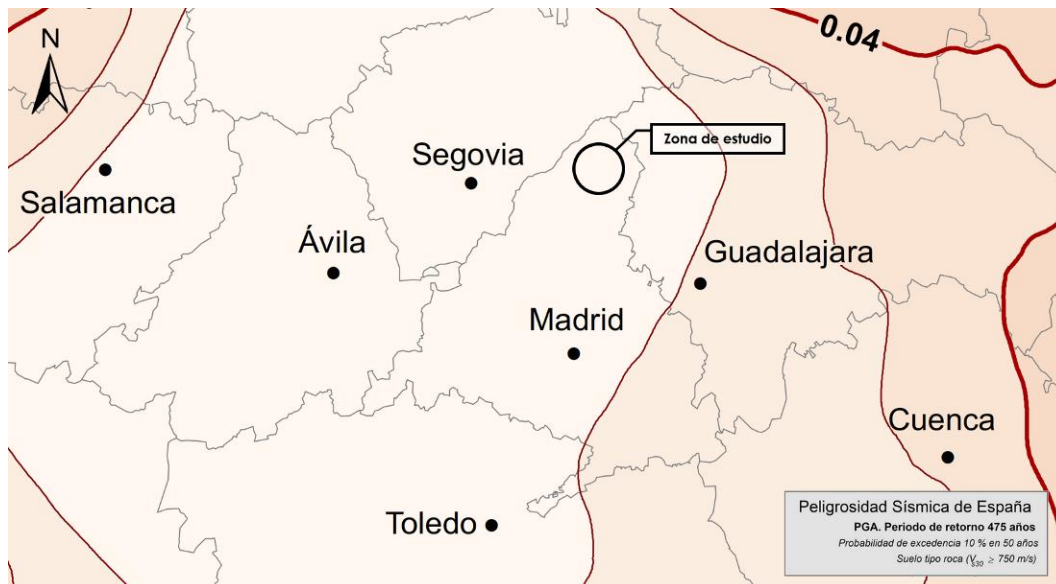 N
0.04
Zona de estudio
Segovia
Salamanca
Ávila
Guadalajara
Madrid
Cuenca
Toledo
Peligrosidad Sísmica de España
PGA. Periodo de retorno 475 años
Probabilidad de excedencia 10 % en 50 años
Suelo tipo roca (Vs30 ≥ 750 m/s)